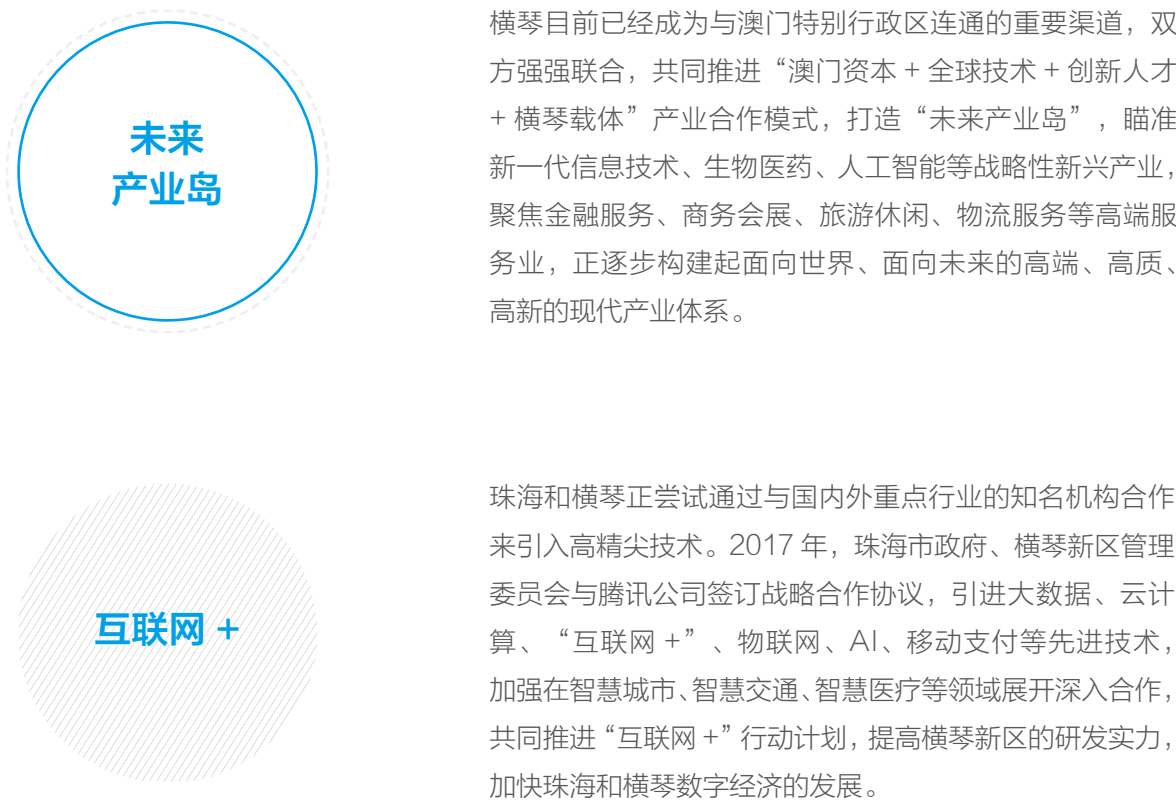 未来
产业岛
横琴目前已经成为与澳门特别行政区连通的重要渠道，双
方强强联合，共同推进“澳门资本 + 全球技术 + 创新人才
+ 横琴载体”产业合作模式，打造“未来产业岛”，瞄准
新一代信息技术、生物医药、人工智能等战略性新兴产业，
聚焦金融服务、商务会展、旅游休闲、物流服务等高端服
务业，正逐步构建起面向世界、面向未来的高端、高质、
高新的现代产业体系。
互联网 +
珠海和横琴正尝试通过与国内外重点行业的知名机构合作
来引入高精尖技术。2017 年，珠海市政府、横琴新区管理
委员会与腾讯公司签订战略合作协议，引进大数据、云计
算、“互联网 +”、物联网、AI、移动支付等先进技术，
加强在智慧城市、智慧交通、智慧医疗等领域展开深入合作，
共同推进“互联网 +”行动计划，提高横琴新区的研发实力，
加快珠海和横琴数字经济的发展。